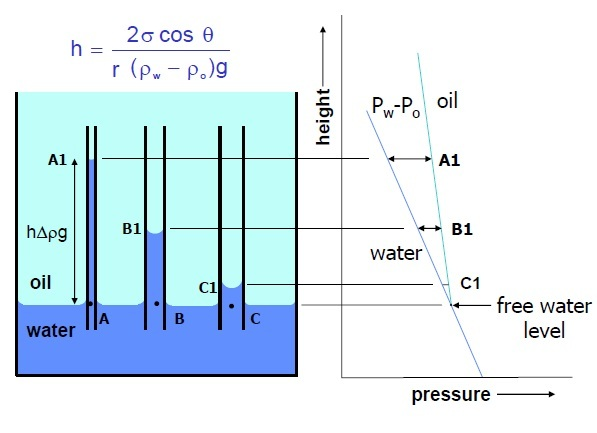 h = 2σ cos θ / r (ρw − ρo)g
height
Pw-Po oil
A1
A1
hΔρg
B1
B1
water
oil
C1
C1
free water level
water
A
B
C
pressure